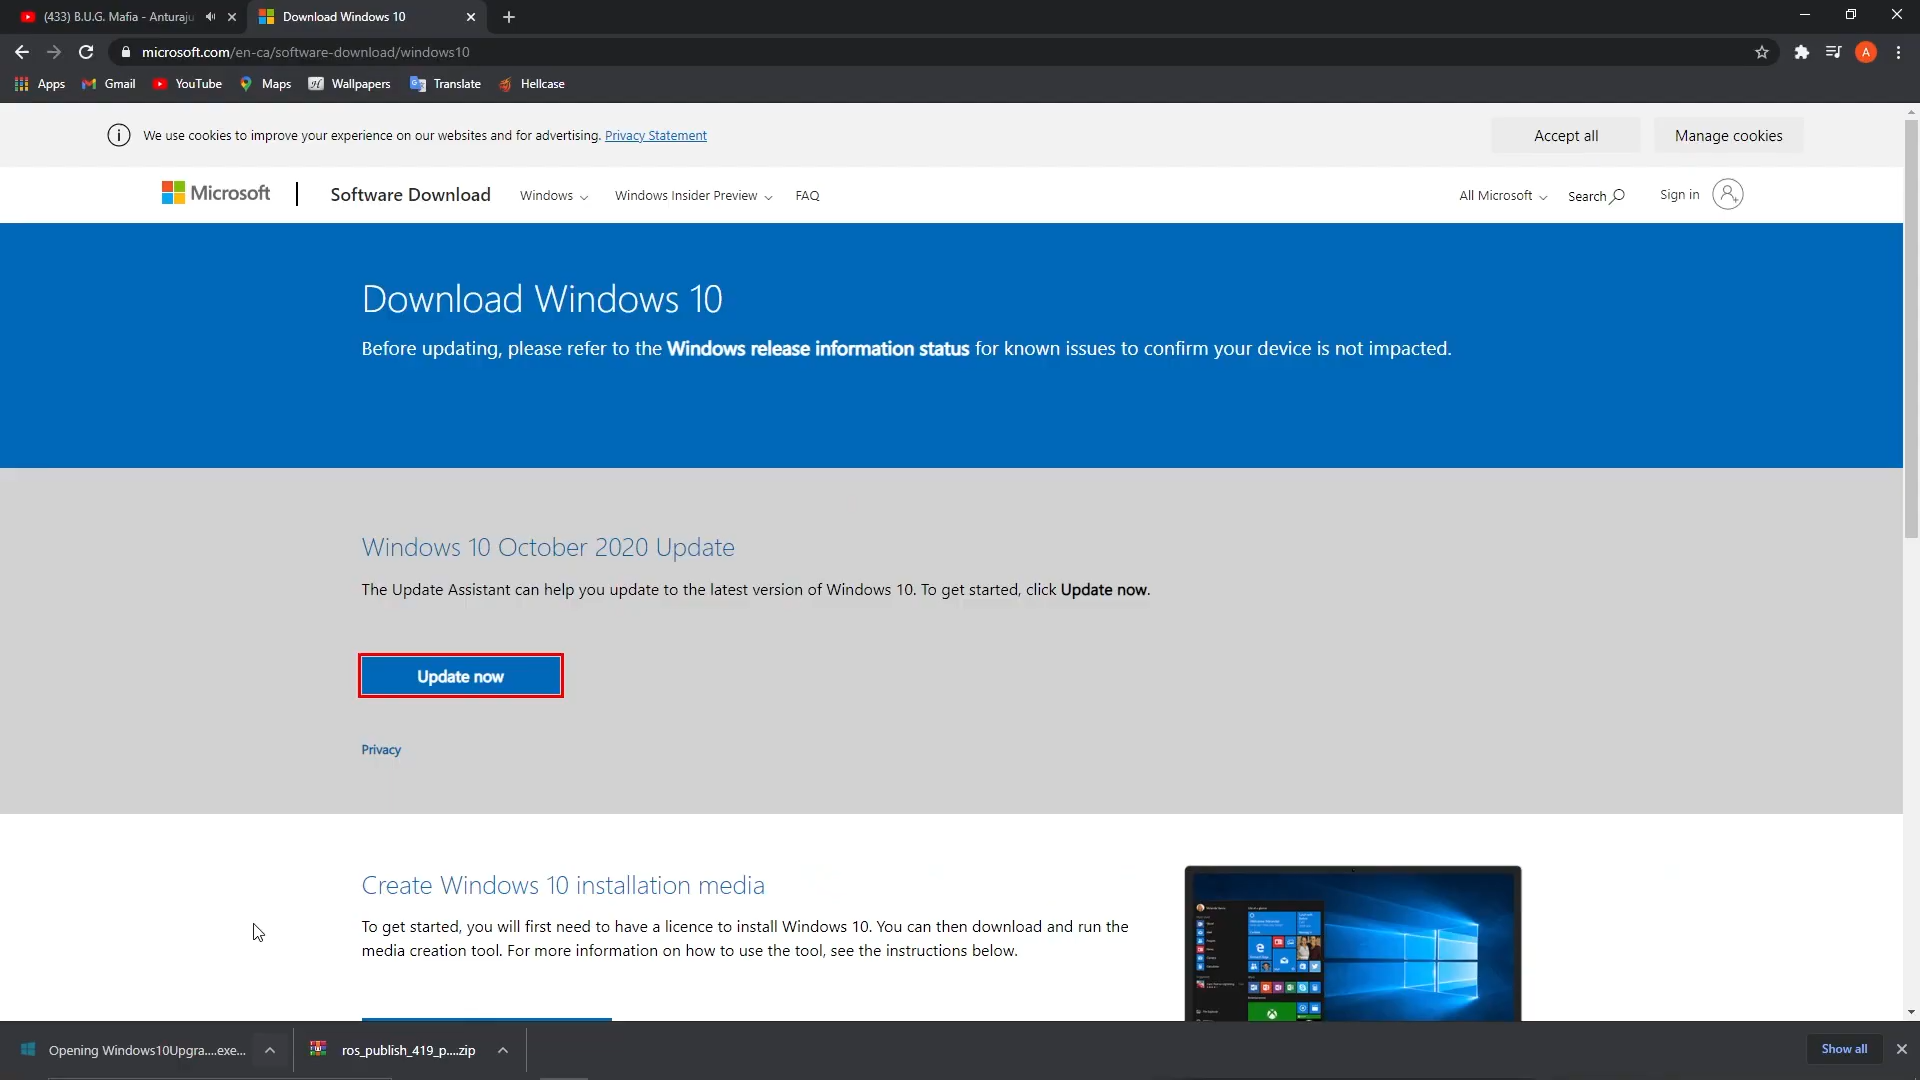 (433) B.U.G. Mafia - Anturaju
Download Windows 10
microsoft.com/en-ca/software-download/windows10
A
Apps
Gmail
YouTube
Maps
Wallpapers
Translate
Hellcase
We use cookies to improve your experience on our websites and for advertising. Privacy Statement
Accept all
Manage cookies
Microsoft
Software Download
Windows
Windows Insider Preview
FAQ
All Microsoft
Search
Sign in
Download Windows 10
Before updating, please refer to the Windows release information status for known issues to confirm your device is not impacted.
Windows 10 October 2020 Update
The Update Assistant can help you update to the latest version of Windows 10. To get started, click Update now.
Update now
Privacy
Create Windows 10 installation media
To get started, you will first need to have a licence to install Windows 10. You can then download and run the
media creation tool. For more information on how to use the tool, see the instructions below.
Opening Windows10Upgra....exe...
ros_publish_419_p....zip
Show all